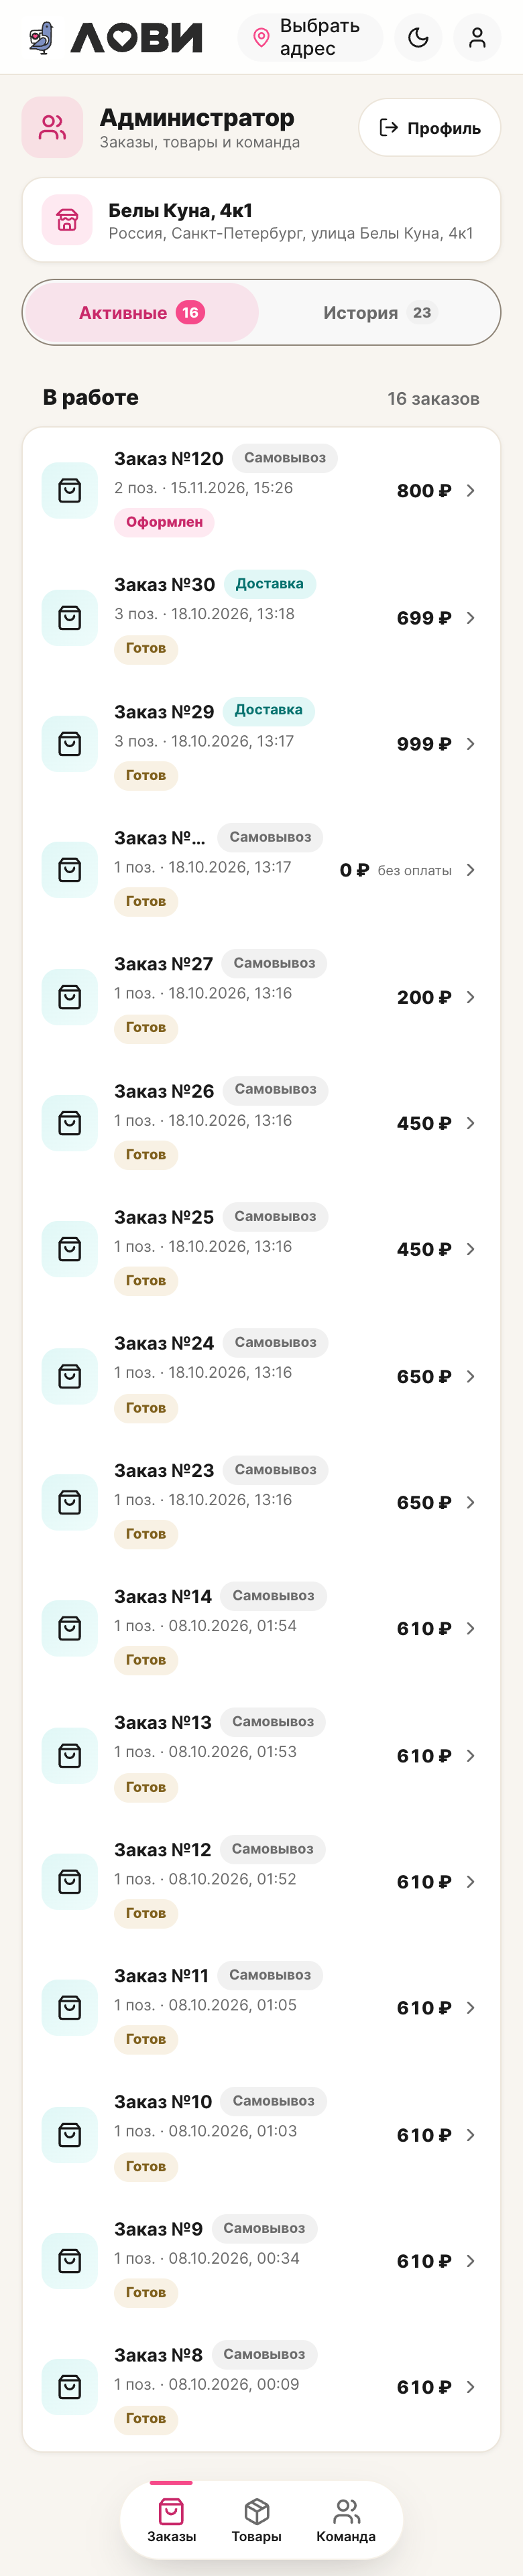 ЛОВИ
Выбрать
адрес
Администратор
Заказы, товары и команда
Профиль
Белы Куна, 4к1
Россия, Санкт-Петербург, улица Белы Куна, 4к1
Активные 16
История 23
В работе
16 заказов
Заказ №120 Самовывоз
2 поз. · 15.11.2026, 15:26
800 ₽
Оформлен
Заказ №30 Доставка
3 поз. · 18.10.2026, 13:18
699 ₽
Готов
Заказ №29 Доставка
3 поз. · 18.10.2026, 13:17
999 ₽
Готов
Заказ №... Самовывоз
1 поз. · 18.10.2026, 13:17
0 ₽ без оплаты
Готов
Заказ №27 Самовывоз
1 поз. · 18.10.2026, 13:16
200 ₽
Готов
Заказ №26 Самовывоз
1 поз. · 18.10.2026, 13:16
450 ₽
Готов
Заказ №25 Самовывоз
1 поз. · 18.10.2026, 13:16
450 ₽
Готов
Заказ №24 Самовывоз
1 поз. · 18.10.2026, 13:16
650 ₽
Готов
Заказ №23 Самовывоз
1 поз. · 18.10.2026, 13:16
650 ₽
Готов
Заказ №14 Самовывоз
1 поз. · 08.10.2026, 01:54
610 ₽
Готов
Заказ №13 Самовывоз
1 поз. · 08.10.2026, 01:53
610 ₽
Готов
Заказ №12 Самовывоз
1 поз. · 08.10.2026, 01:52
610 ₽
Готов
Заказ №11 Самовывоз
1 поз. · 08.10.2026, 01:05
610 ₽
Готов
Заказ №10 Самовывоз
1 поз. · 08.10.2026, 01:03
610 ₽
Готов
Заказ №9 Самовывоз
1 поз. · 08.10.2026, 00:34
610 ₽
Готов
Заказ №8 Самовывоз
1 поз. · 08.10.2026, 00:09
610 ₽
Готов
Заказы
Товары
Команда